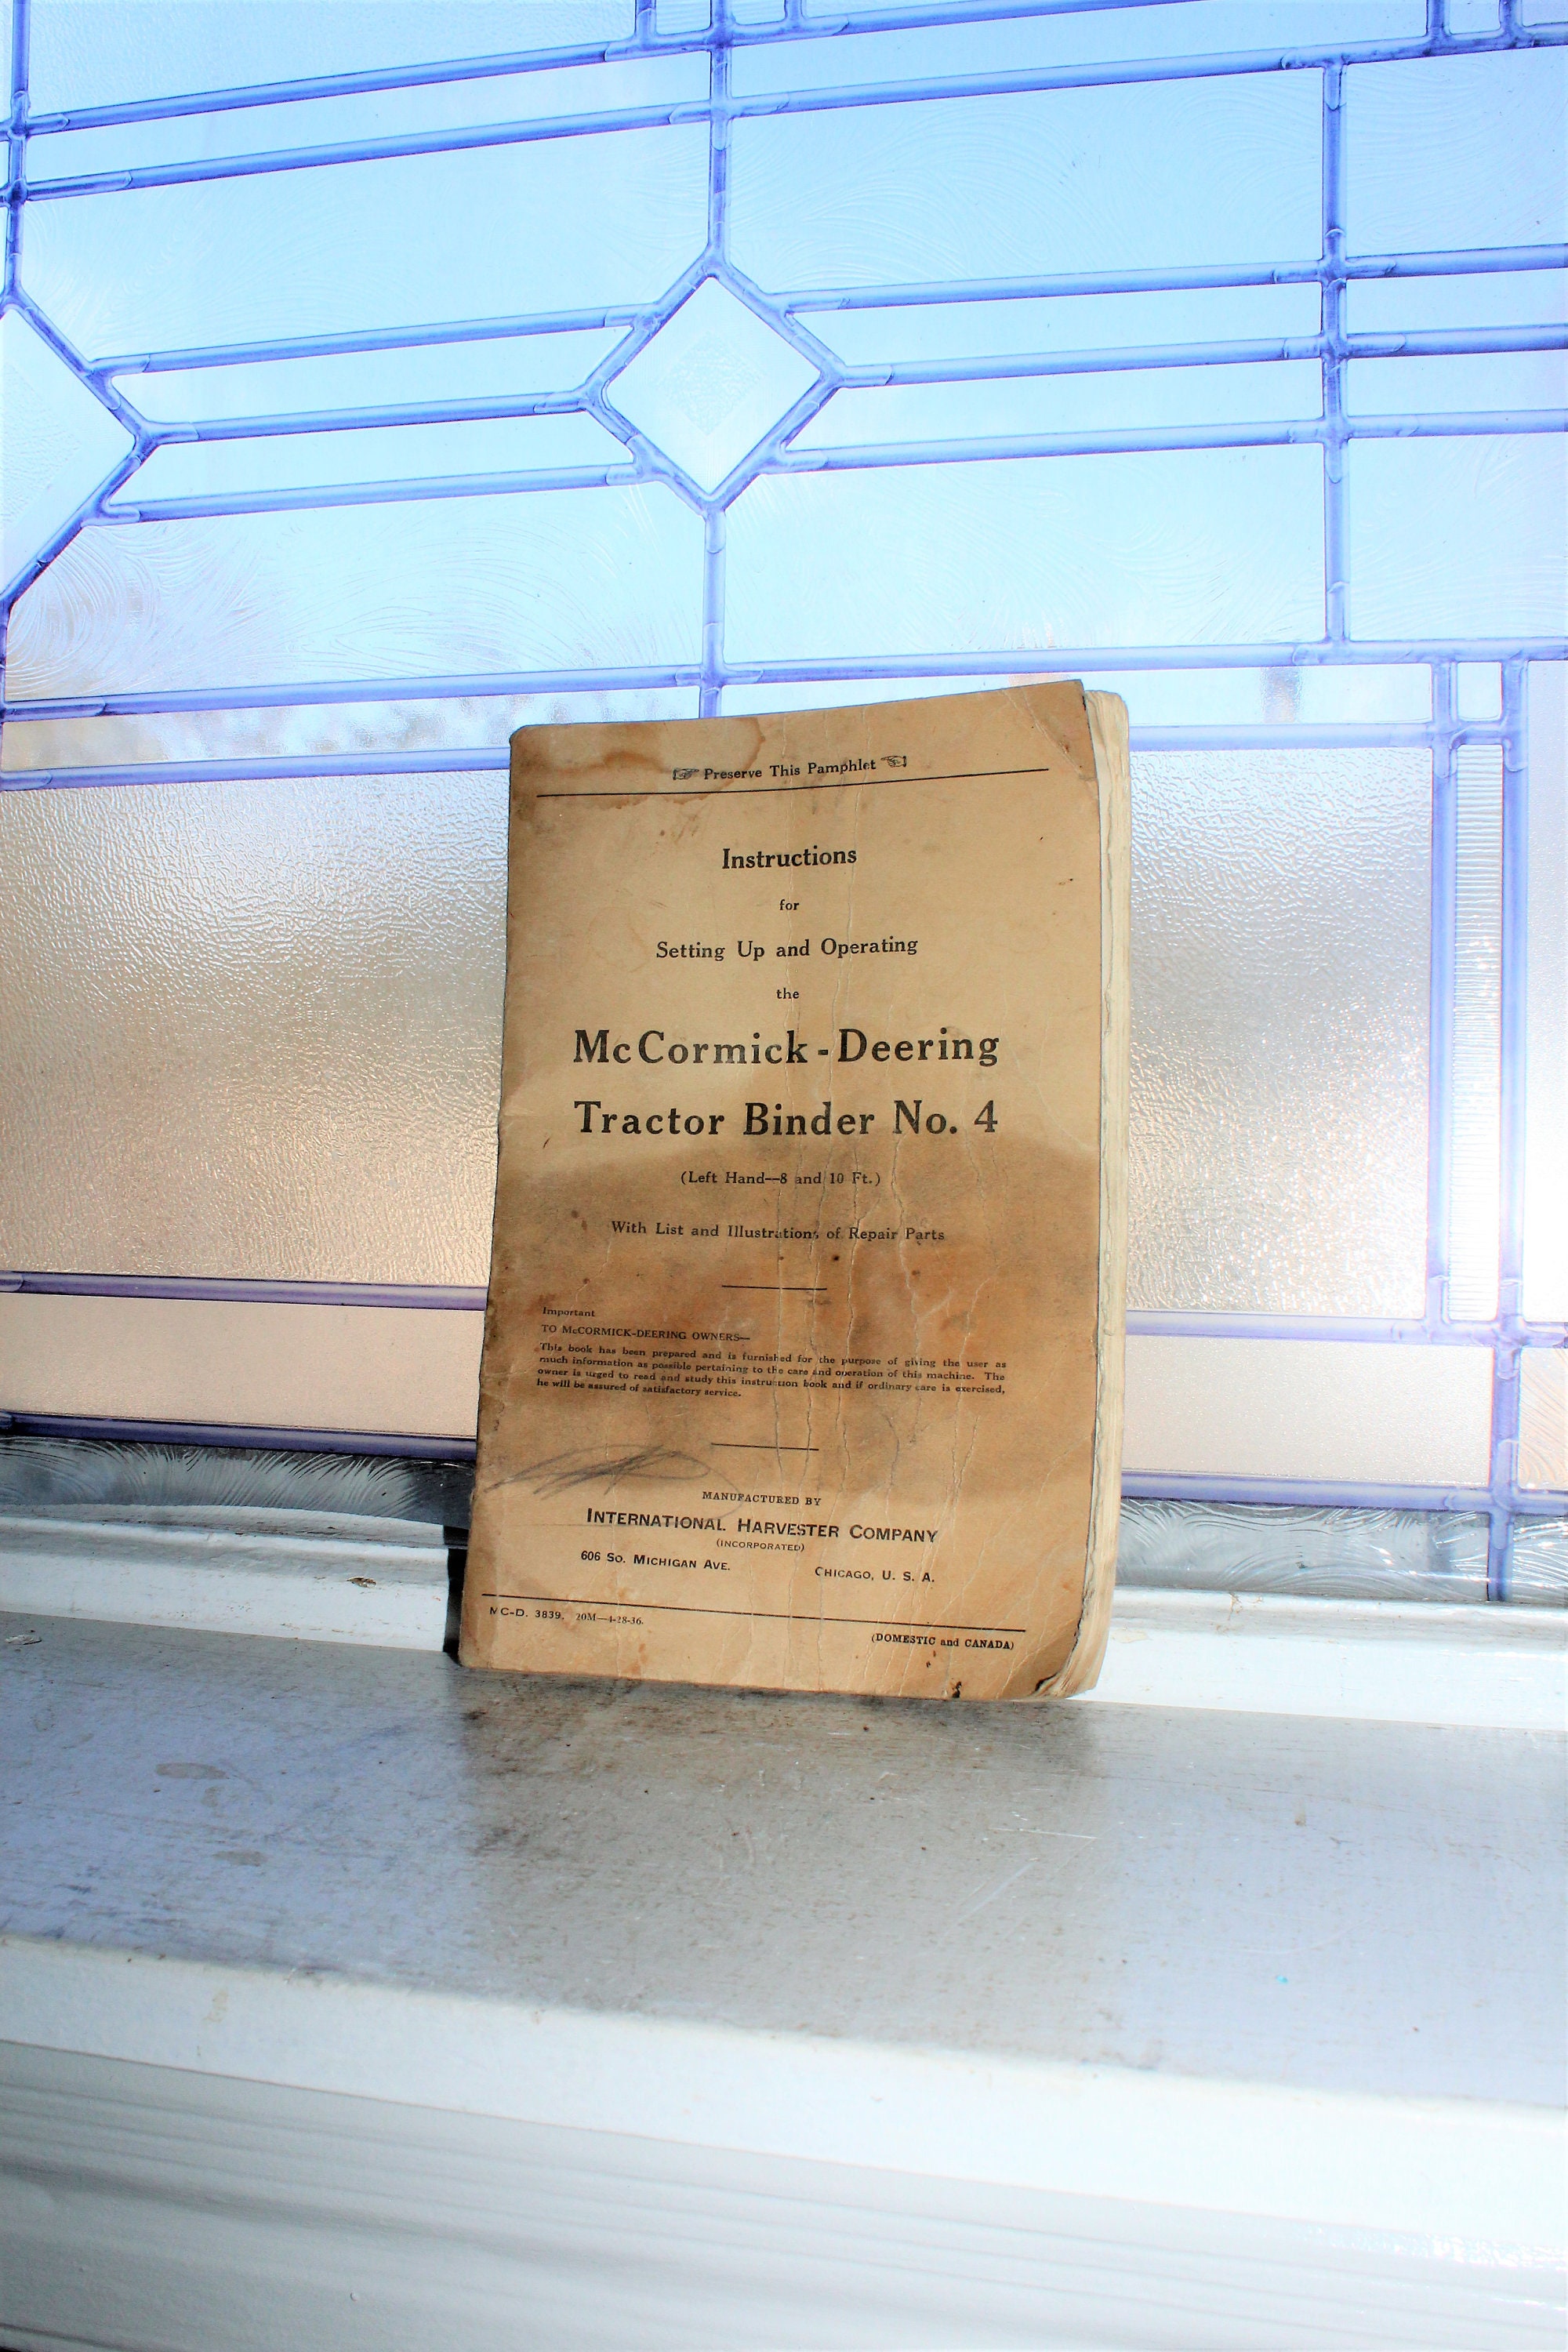 Preserve This Pamphlet
Instructions
for
Setting Up and Operating
the
McCormick-Deering
Tractor Binder No. 4
(Left Hand—8 and 10 Ft.)
With List and Illustrations of Repair Parts
Important
TO McCORMICK-DEERING OWNERS—
This book has been prepared and is furnished for the purpose of giving the user as
much information as possible pertaining to the care and operation of this machine. The
owner is urged to read and study this instruction book and if ordinary care is exercised,
he will be assured of satisfactory service.
MANUFACTURED BY
INTERNATIONAL HARVESTER COMPANY
(INCORPORATED)
606 SO. MICHIGAN AVE. CHICAGO, U. S. A.
MC-D. 3839. 20M—4-28-36.
(DOMESTIC and CANADA)